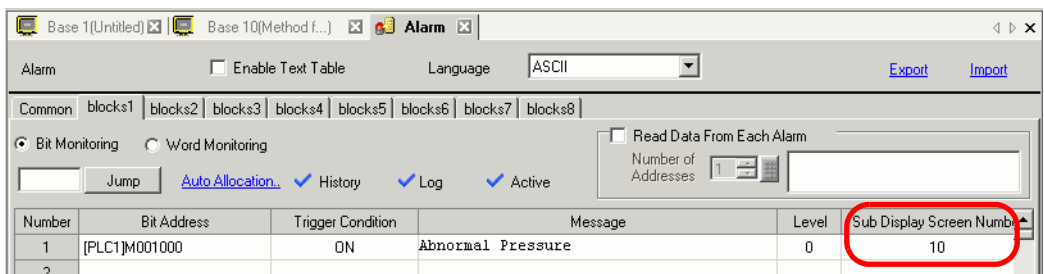 Base 1(Untitled) Base 10(Method f...) Alarm
Alarm Enable Text Table Language ASCII Export Import
Common blocks1 blocks2 blocks3 blocks4 blocks5 blocks6 blocks7 blocks8
Bit Monitoring Word Monitoring Read Data From Each Alarm
Jump Auto Allocation.. History Log Active Number of Addresses 1
Number Bit Address Trigger Condition Message Level Sub Display Screen Numbe
1 [PLC1]M001000 ON Abnormal Pressure 0 10
2